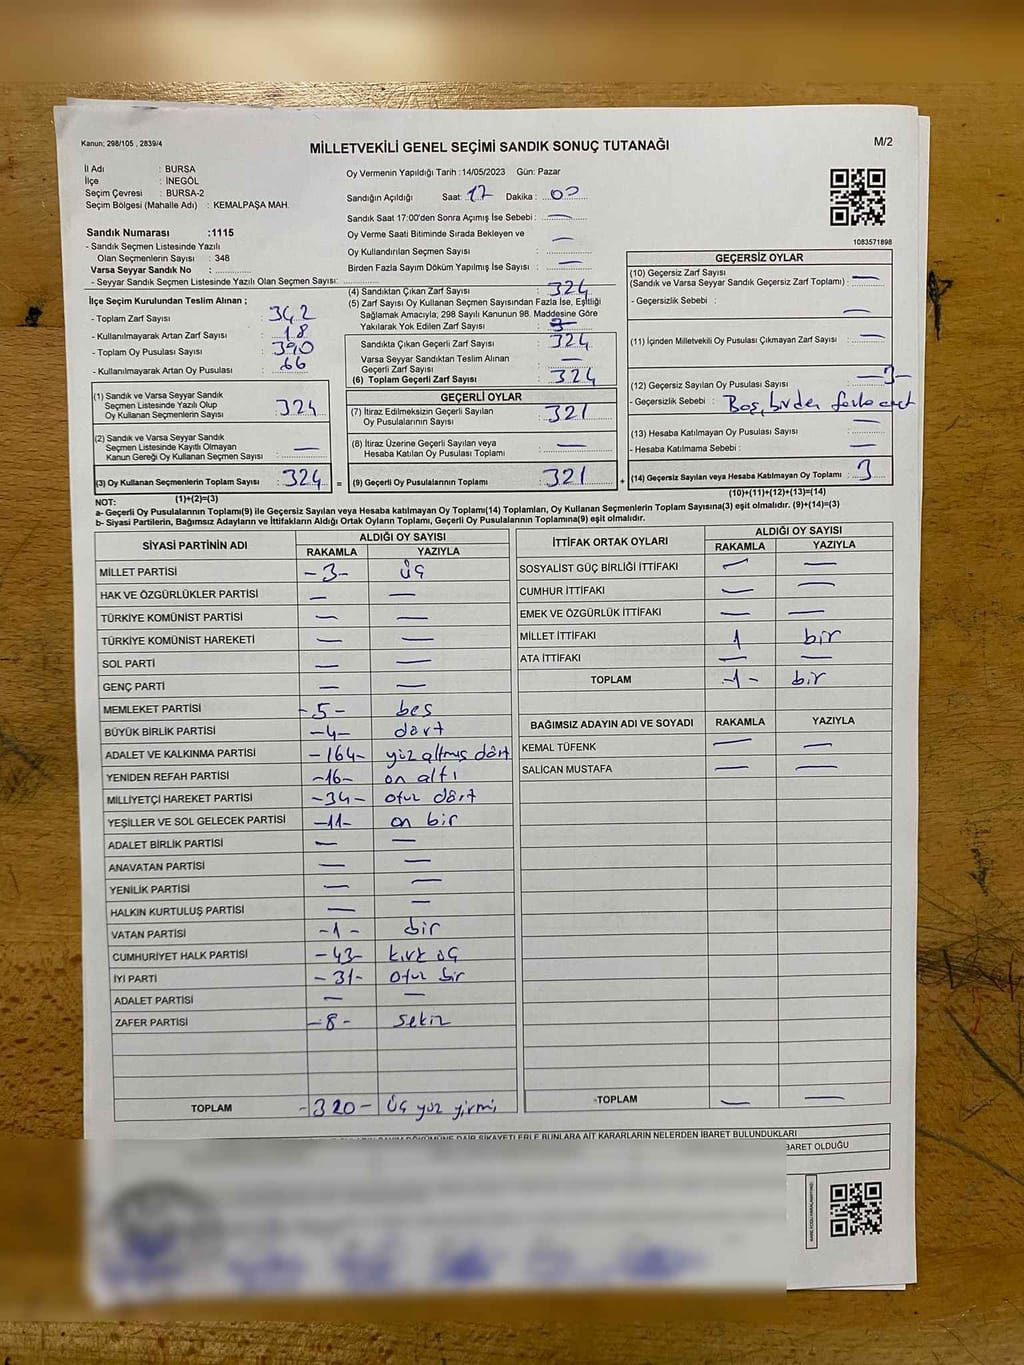 Kanun; 298/105 , 2839/4
MİLLETVEKİLİ GENEL SEÇİMİ SANDIK SONUÇ TUTANAĞI
M/2
İl Adı : BURSA
İlçe : İNEGÖL
Seçim Çevresi : BURSA-2
Seçim Bölgesi (Mahalle Adı) : KEMALPAŞA MAH.
Sandık Numarası :1115
- Sandık Seçmen Listesinde Yazılı
Olan Seçmenlerin Sayısı : 348
Varsa Seyyar Sandık No :
- Seyyar Sandık Seçmen Listesinde Yazılı Olan Seçmen Sayısı:
Oy Vermenin Yapıldığı Tarih :14/05/2023 Gün: Pazar
Sandığın Açıldığı Saat: 17 Dakika : 00
Sandık Saat 17:00'den Sonra Açımış İse Sebebi : —
Oy Verme Saati Bitiminde Sırada Bekleyen ve
Oy Kullandırılan Seçmen Sayısı : —
Birden Fazla Sayım Döküm Yapılmış İse Sayısı : —
1083571898
İlçe Seçim Kurulundan Teslim Alınan ;
- Toplam Zarf Sayısı : 342
- Kullanılmayarak Artan Zarf Sayısı : 18
- Toplam Oy Pusulası Sayısı : 390
- Kullanılmayarak Artan Oy Pusulası : 66
(1) Sandık ve Varsa Seyyar Sandık
Seçmen Listesinde Yazılı Olup
Oy Kullanan Seçmenlerin Sayısı : 324
(2) Sandık ve Varsa Seyyar Sandık
Seçmen Listesinde Kayıtlı Olmayan
Kanun Gereği Oy Kullanan Seçmen Sayısı : —
(3) Oy Kullanan Seçmenlerin Toplam Sayısı : 324 =
(1)+(2)=(3)
(4) Sandıktan Çıkan Zarf Sayısı : 324
(5) Zarf Sayısı Oy Kullanan Seçmen Sayısından Fazla İse, Eşitliği
Sağlamak Amacıyla; 298 Sayılı Kanunun 98. Maddesine Göre
Yakılarak Yok Edilen Zarf Sayısı :
Sandıkta Çıkan Geçerli Zarf Sayısı : 324
Varsa Seyyar Sandıktan Teslim Alınan
Geçerli Zarf Sayısı : —
(6) Toplam Geçerli Zarf Sayısı : 324
GEÇERLİ OYLAR
(7) İtiraz Edilmeksizin Geçerli Sayılan
Oy Pusulalarının Sayısı : 321
(8) İtiraz Üzerine Geçerli Sayılan veya
Hesaba Katılan Oy Pusulası Toplamı : —
(9) Geçerli Oy Pusulalarının Toplamı : 321 +
GEÇERSİZ OYLAR
(10) Geçersiz Zarf Sayısı
(Sandık ve Varsa Seyyar Sandık Geçersiz Zarf Toplamı) : —
- Geçersizlik Sebebi : —
(11) İçinden Milletvekili Oy Pusulası Çıkmayan Zarf Sayısı : —
(12) Geçersiz Sayılan Oy Pusulası Sayısı : -3-
- Geçersizlik Sebebi : Boş, birden fazla evet
(13) Hesaba Katılmayan Oy Pusulası Sayısı : —
- Hesaba Katılmama Sebebi : —
(14) Geçersiz Sayılan veya Hesaba Katılmayan Oy Toplamı : 3
(10)+(11)+(12)+(13)=(14)
NOT:
a- Geçerli Oy Pusulalarının Toplamı(9) ile Geçersiz Sayılan veya Hesaba katılmayan Oy Toplamı(14) Toplamları, Oy Kullanan Seçmenlerin Toplam Sayısına(3) eşit olmalıdır. (9)+(14)=(3)
b- Siyasi Partilerin, Bağımsız Adayların ve İttifakların Aldığı Ortak Oyların Toplamı, Geçerli Oy Pusulalarının Toplamına(9) eşit olmalıdır.
SİYASİ PARTİNİN ADI ALDIĞI OY SAYISI
RAKAMLA YAZIYLA
MİLLET PARTİSİ -3- üç
HAK VE ÖZGÜRLÜKLER PARTİSİ — —
TÜRKİYE KOMÜNİST PARTİSİ — —
TÜRKİYE KOMÜNİST HAREKETİ — —
SOL PARTİ — —
GENÇ PARTİ — —
MEMLEKET PARTİSİ -5- beş
BÜYÜK BİRLİK PARTİSİ -4- dört
ADALET VE KALKINMA PARTİSİ -164- yüz altmış dört
YENİDEN REFAH PARTİSİ -16- on altı
MİLLİYETÇİ HAREKET PARTİSİ -34- otuz dört
YEŞİLLER VE SOL GELECEK PARTİSİ -11- on bir
ADALET BİRLİK PARTİSİ — —
ANAVATAN PARTİSİ — —
YENİLİK PARTİSİ — —
HALKIN KURTULUŞ PARTİSİ — —
VATAN PARTİSİ -1- bir
CUMHURİYET HALK PARTİSİ -43- kırk üç
İYİ PARTİ -31- otuz bir
ADALET PARTİSİ — —
ZAFER PARTİSİ -8- sekiz
TOPLAM -320- üç yüz yirmi
İTTİFAK ORTAK OYLARI ALDIĞI OY SAYISI
RAKAMLA YAZIYLA
SOSYALİST GÜÇ BİRLİĞİ İTTİFAKI — —
CUMHUR İTTİFAKI — —
EMEK VE ÖZGÜRLÜK İTTİFAKI — —
MİLLET İTTİFAKI 1 bir
ATA İTTİFAKI — —
TOPLAM -1- bir
BAĞIMSIZ ADAYIN ADI VE SOYADI RAKAMLA YAZIYLA
KEMAL TÜFENK — —
SALİCAN MUSTAFA — —
TOPLAM — —
ŞİKAYETLERLE BUNLARA AİT KARARLARIN NELERDEN İBARET BULUNDUKLARI
BARET OLDUĞU